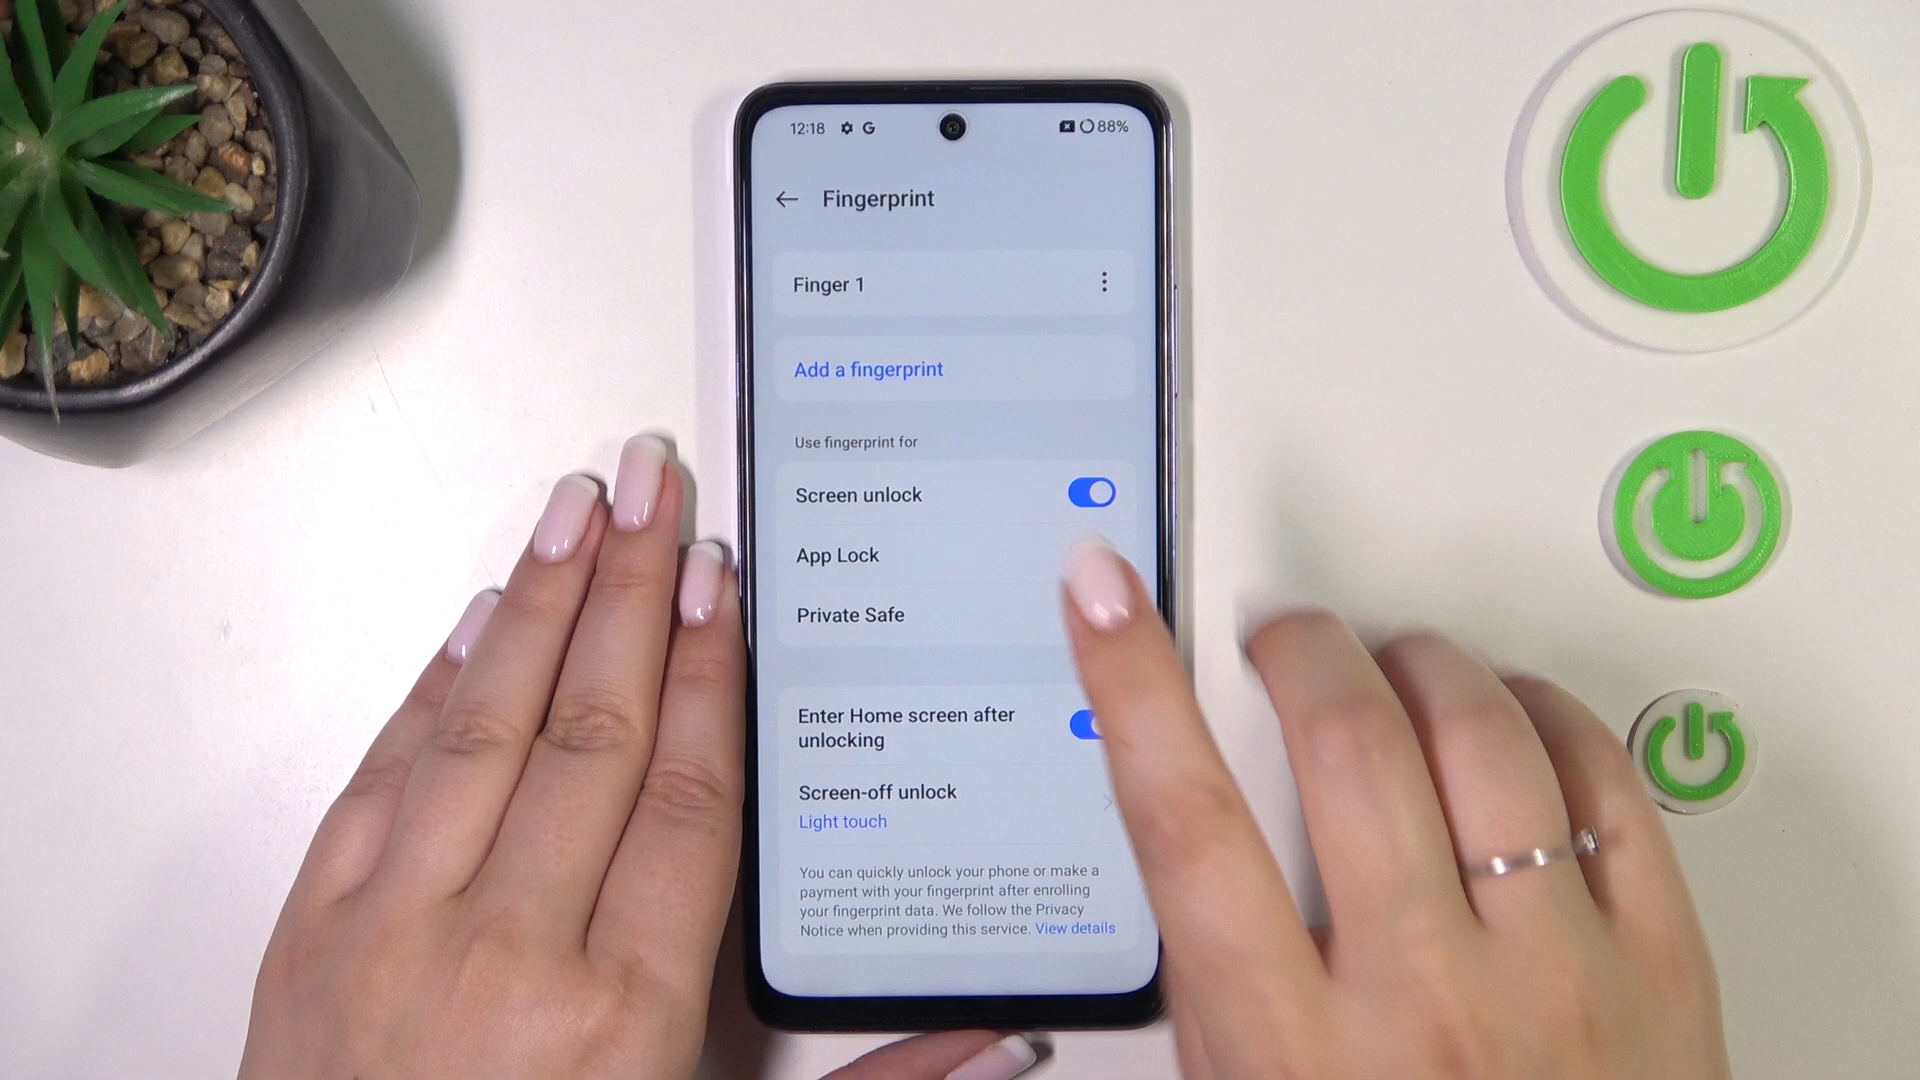 12:18 G 88%
Fingerprint
Finger 1
Add a fingerprint
Use fingerprint for
Screen unlock
App Lock
Private Safe
Enter Home screen after
unlocking
Screen-off unlock
Light touch
You can quickly unlock your phone or make a
payment with your fingerprint after enrolling
your fingerprint data. We follow the Privacy
Notice when providing this service. View details